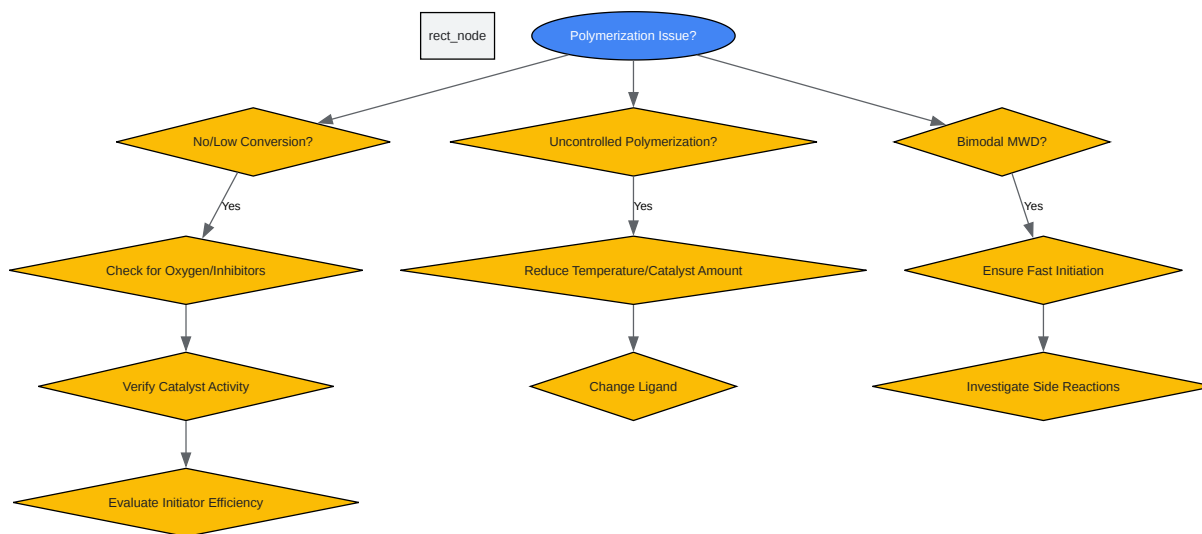 rect_node
Polymerization Issue?
No/Low Conversion?
Uncontrolled Polymerization?
Bimodal MWD?
Yes
Yes
Yes
Check for Oxygen/Inhibitors
Reduce Temperature/Catalyst Amount
Ensure Fast Initiation
Verify Catalyst Activity
Change Ligand
Investigate Side Reactions
Evaluate Initiator Efficiency